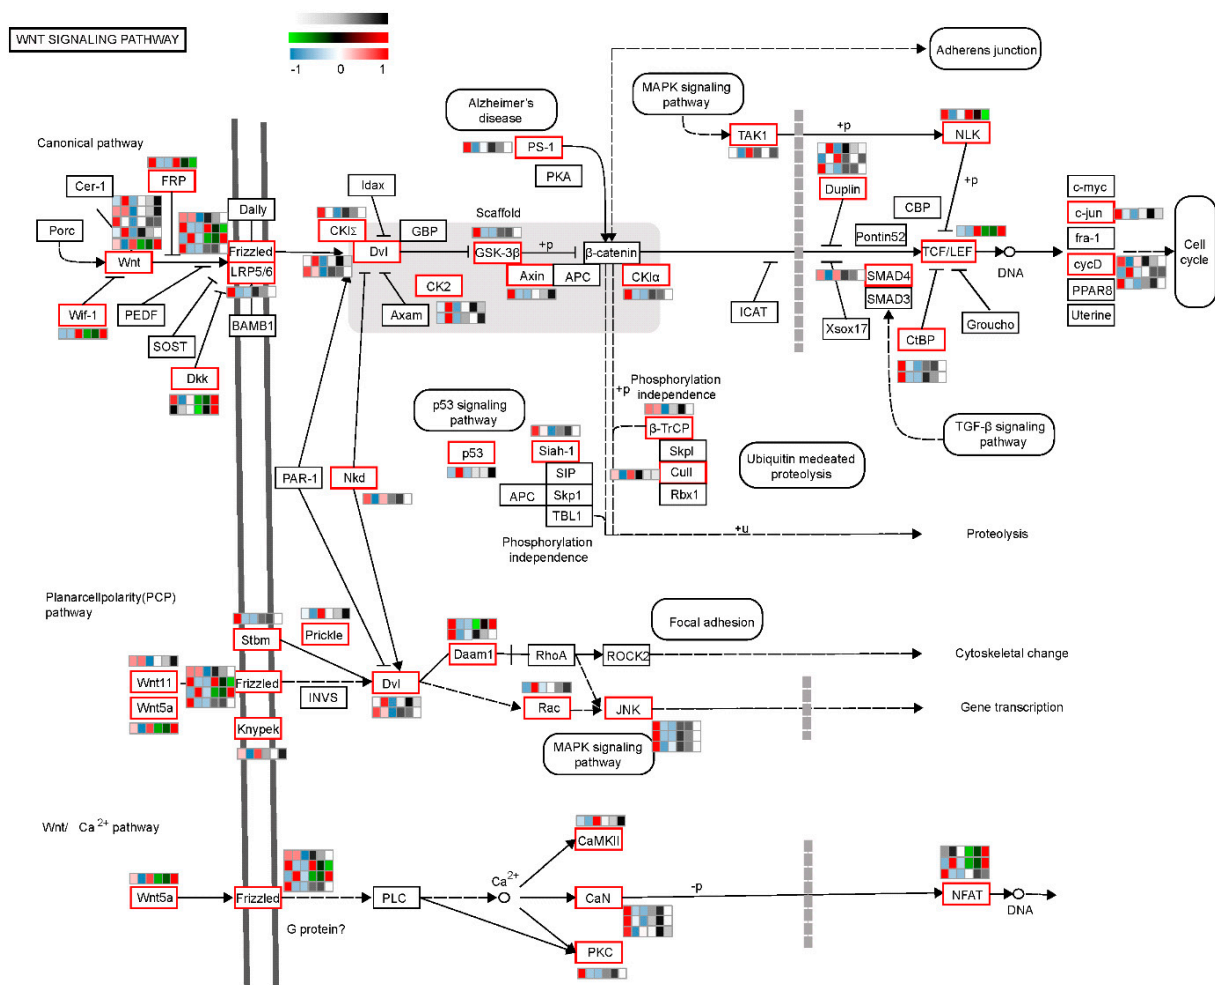 WNT SIGNALING PATHWAY
-1 0 1
Adherens junction
MAPK signaling
pathway
Alzheimer's
disease
PS-1
PKA
TAK1
+p
NLK
Canonical pathway
FRP
Cer-1
Idax
Duplin
+p
c-myc
Porc
Dally
CKIΣ
GBP
Scaffold
CBP
c-jun
Wnt
Frizzled
Dvl
GSK-3β
+p
β-catenin
Pontin52
TCF/LEF
DNA
fra-1
Cell
cycle
LRP5/6
Axin
APC
CKIα
SMAD4
cycD
CK2
SMAD3
PPAR8
Wif-1
PEDF
BAMB1
Axam
ICAT
Xsox17
Groucho
Uterine
SOST
CtBP
Dkk
+p
Phosphorylation
independence
p53 signaling
pathway
β-TrCP
TGF-β signaling
pathway
p53
Siah-1
Skpl
Ubiquitin medeated
proteolysis
PAR-1
Nkd
SIP
Cull
APC
Skp1
Rbx1
TBL1
+u
Proteolysis
Phosphorylation
independence
Planarcellpolarity(PCP)
pathway
Stbm
Prickle
Focal adhesion
Daam1
RhoA
ROCK2
Cytoskeletal change
Wnt11
Frizzled
INVS
Dvl
Wnt5a
Rac
JNK
Gene transcription
Knypek
MAPK signaling
pathway
Wnt/ Ca 2+ pathway
CaMKII
Ca2+
Wnt5a
Frizzled
PLC
CaN
-p
NFAT
DNA
G protein?
PKC